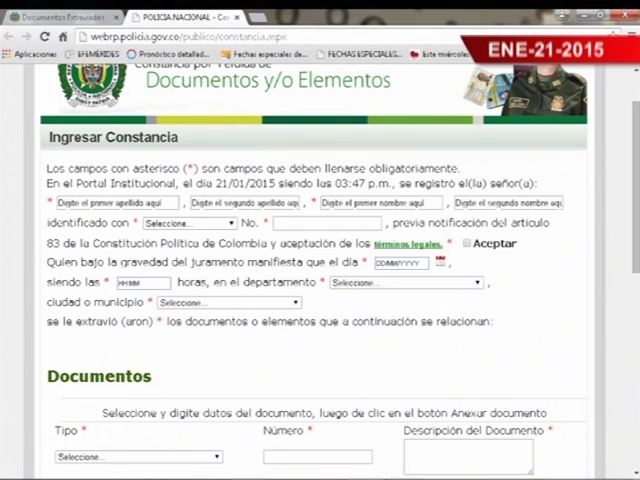 Documentos Extraviados
POLICIA NACIONAL - Co
webrp.policia.gov.co/publico/constancia.aspx
Aplicaciones
EFEMÉRIDES
Pronóstico detallad...
Fechas especiales de...
FECHAS ESPECIALES...
Este miércoles
ENE-21-2015
Constancia por Pérdida de
Documentos y/o Elementos
Ingresar Constancia
Los campos con asterisco (*) son campos que deben llenarse obligatoriamente.
En el Portal Institucional, el día 21/01/2015 siendo las 03:47 p.m., se registró el(la) señor(a):
* Digite el primer apellido aquí , Digite el segundo apellido aqu , * Digite el primer nombre aquí , Digite el segundo nombre aqu
identificado con * Seleccione... No. * , previa notificación del artículo
83 de la Constitución Política de Colombia y aceptación de los términos legales. * Aceptar
Quien bajo la gravedad del juramento manifiesta que el día * DD/MM/YYYY ,
siendo las * HH:MM horas, en el departamento * Seleccione... ,
ciudad o municipio * Seleccione...
se le extravió (aron) * los documentos o elementos que a continuación se relacionan:
Documentos
Seleccione y digite datos del documento, luego de clic en el botón Anexar documento
Tipo * Número * Descripción del Documento *
Seleccione...